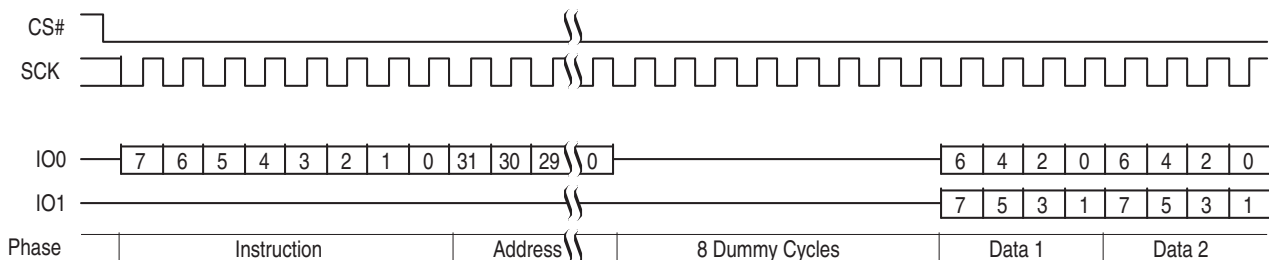 CS#
SCK
IO0 7 6 5 4 3 2 1 0 31 30 29 0 6 4 2 0 6 4 2 0
IO1 7 5 3 1 7 5 3 1
Phase Instruction Address 8 Dummy Cycles Data 1 Data 2